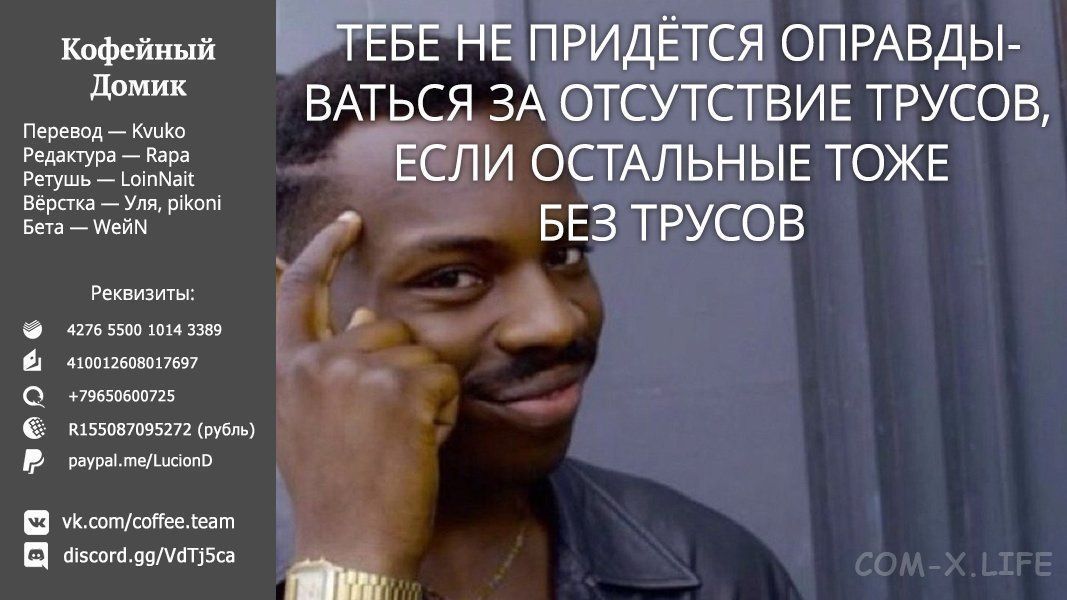 Кофейный
Домик
Перевод — Kvuko
Редактура — Rapa
Ретушь — LoinNait
Вёрстка — Уля, pikoni
Бета — WeйN
Реквизиты:
4276 5500 1014 3389
410012608017697
+79650600725
R155087095272 (рубль)
paypal.me/LucionD
vk.com/coffee.team
discord.gg/VdTj5ca
ТЕБЕ НЕ ПРИДЁТСЯ ОПРАВДЫ-
ВАТЬСЯ ЗА ОТСУТСТВИЕ ТРУСОВ,
ЕСЛИ ОСТАЛЬНЫЕ ТОЖЕ
БЕЗ ТРУСОВ
COM-X.LIFE